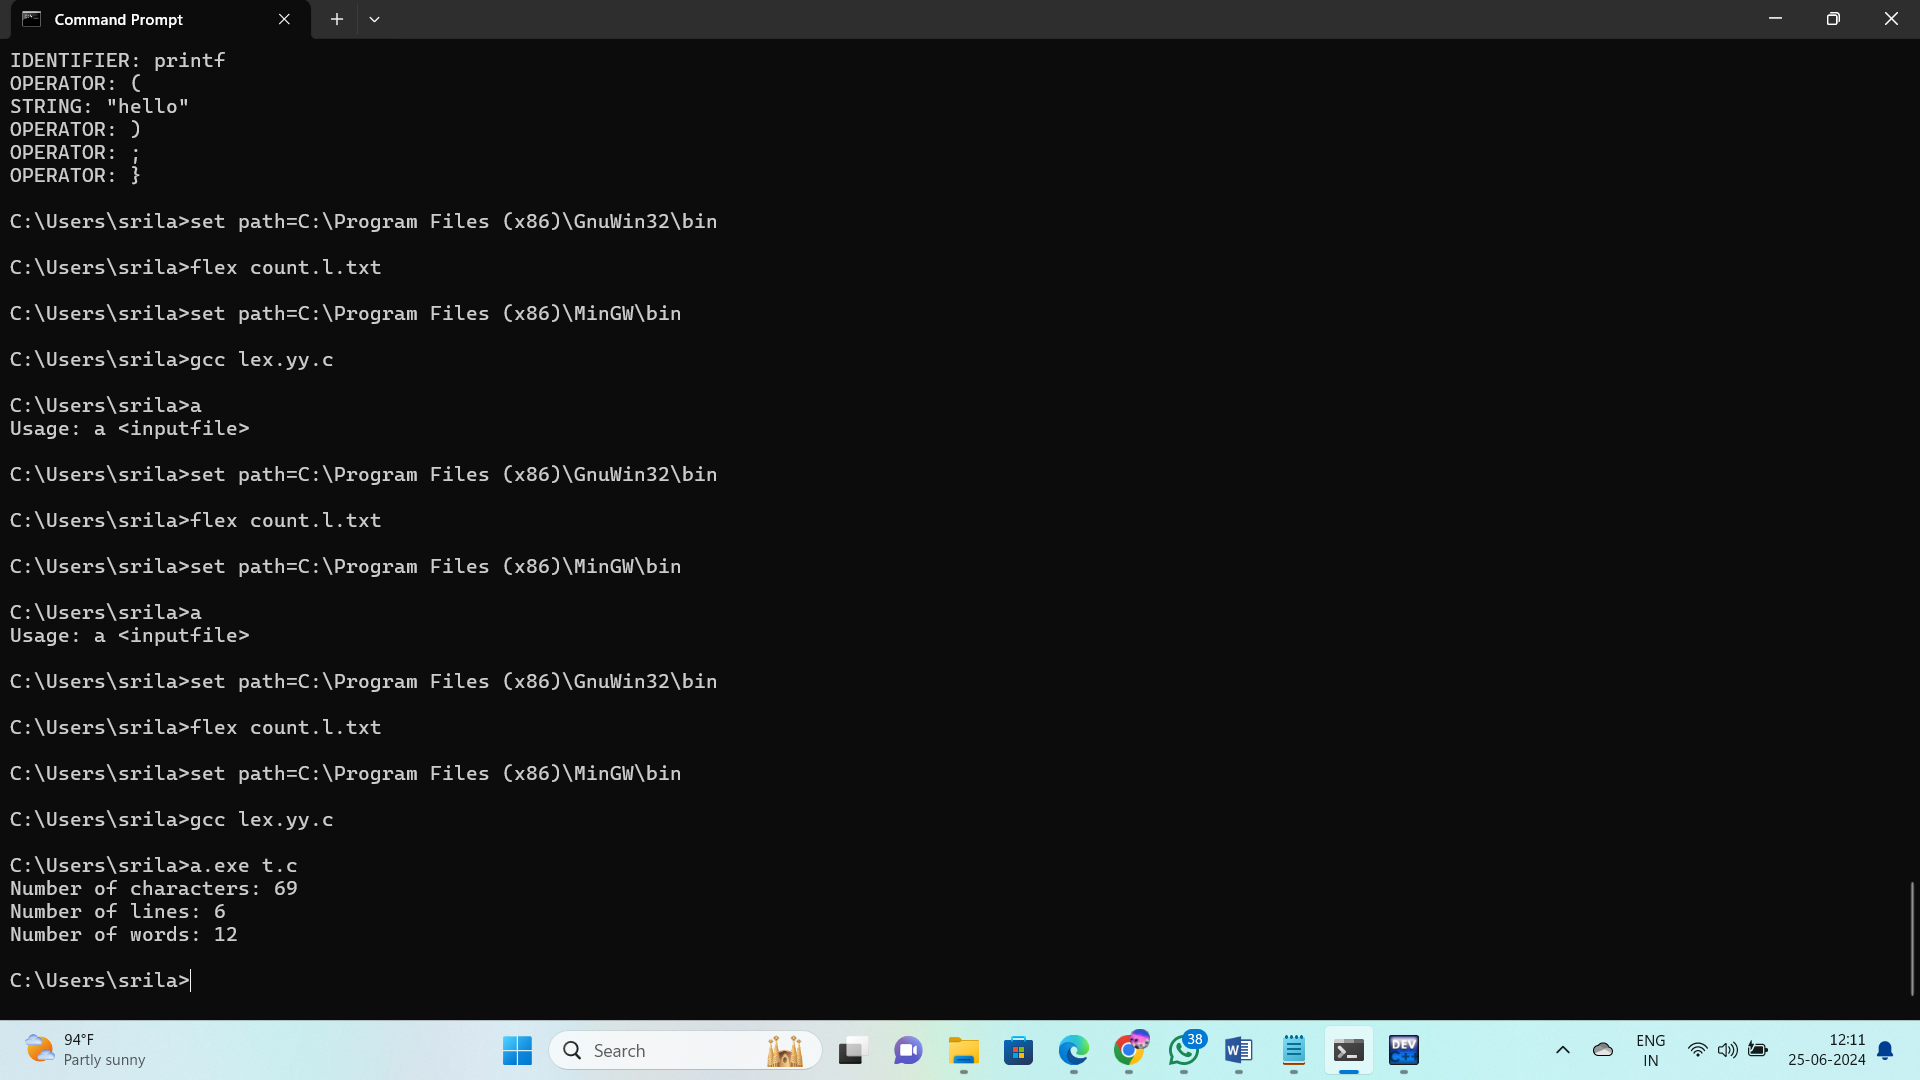 Command Prompt
IDENTIFIER: printf
OPERATOR: (
STRING: "hello"
OPERATOR: )
OPERATOR: ;
OPERATOR: }
C:\Users\srila>set path=C:\Program Files (x86)\GnuWin32\bin
C:\Users\srila>flex count.l.txt
C:\Users\srila>set path=C:\Program Files (x86)\MinGW\bin
C:\Users\srila>gcc lex.yy.c
C:\Users\srila>a
Usage: a <inputfile>
C:\Users\srila>set path=C:\Program Files (x86)\GnuWin32\bin
C:\Users\srila>flex count.l.txt
C:\Users\srila>set path=C:\Program Files (x86)\MinGW\bin
C:\Users\srila>a
Usage: a <inputfile>
C:\Users\srila>set path=C:\Program Files (x86)\GnuWin32\bin
C:\Users\srila>flex count.l.txt
C:\Users\srila>set path=C:\Program Files (x86)\MinGW\bin
C:\Users\srila>gcc lex.yy.c
C:\Users\srila>a.exe t.c
Number of characters: 69
Number of lines: 6
Number of words: 12
C:\Users\srila>
94°F
Partly sunny
Search
38
W
DEV
C++
ENG
IN
12:11
25-06-2024